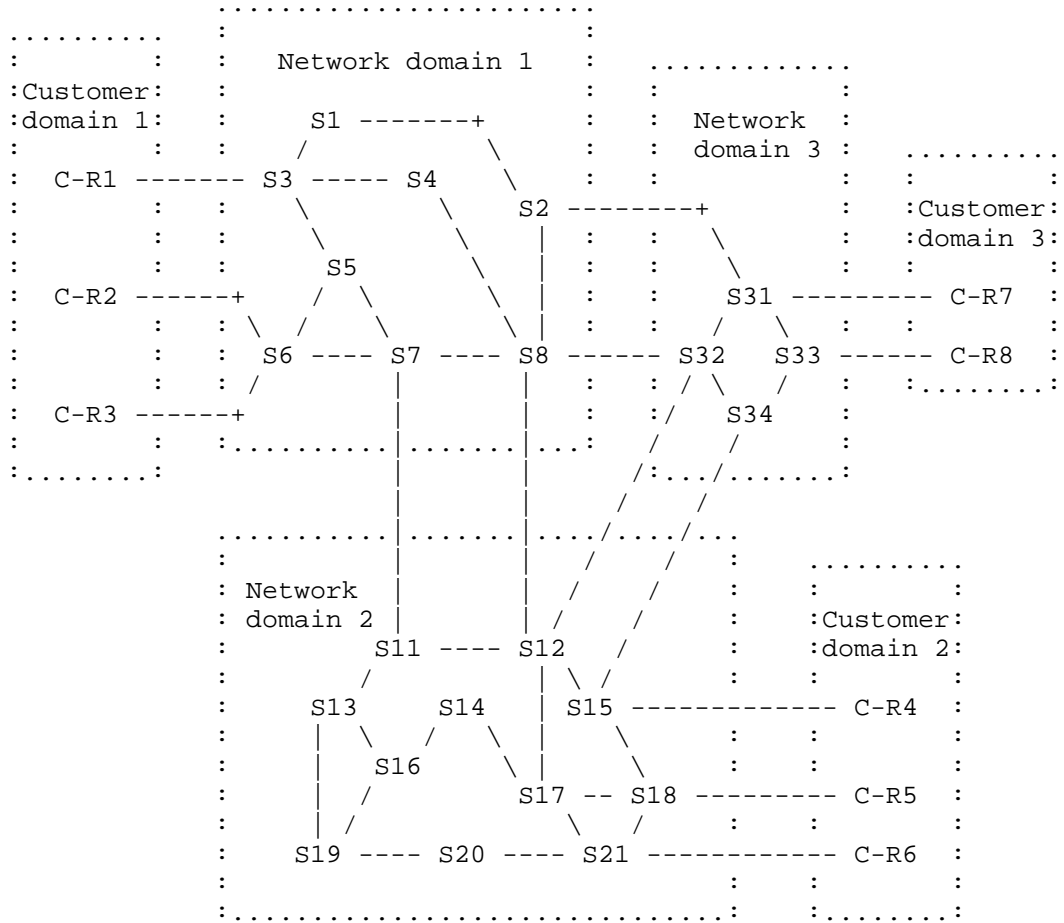 Network domain 1
Customer
domain 1
S1
Network
domain 3
C-R1
S3
S4
S2
Customer
domain 3
S5
C-R2
S31
C-R7
S6
S7
S8
S32
S33
C-R8
C-R3
S34
Network
domain 2
Customer
domain 2
S11
S12
S13
S14
S15
C-R4
S16
S17
S18
C-R5
S19
S20
S21
C-R6